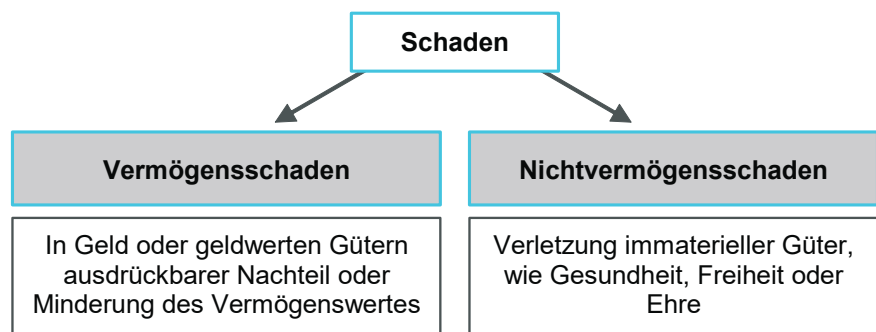 Schaden
Vermögensschaden
Nichtvermögensschaden
In Geld oder geldwerten Gütern
ausdrückbarer Nachteil oder
Minderung des Vermögenswertes
Verletzung immaterieller Güter,
wie Gesundheit, Freiheit oder
Ehre